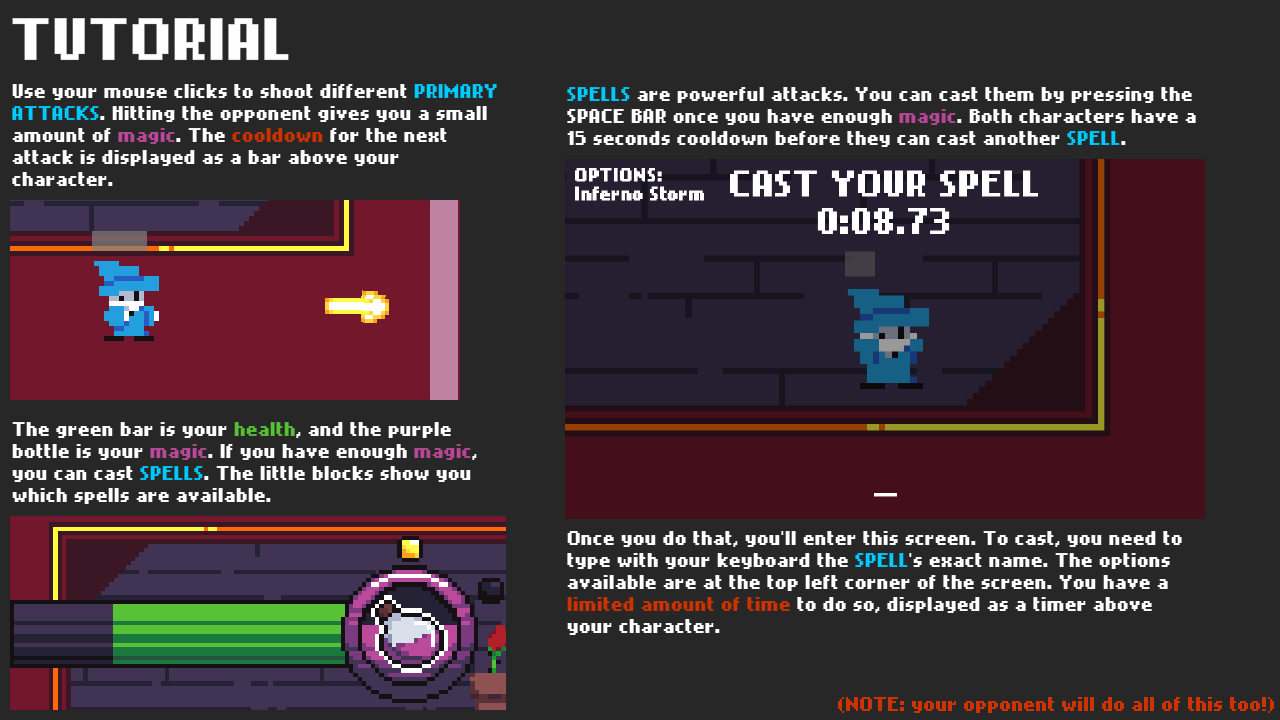 TUTORIAL
Use your mouse clicks to shoot different PRIMARY
ATTACKS. Hitting the opponent gives you a small
amount of magic. The cooldown for the next
attack is displayed as a bar above your
character.
The green bar is your health, and the purple
bottle is your magic. If you have enough magic,
you can cast SPELLS. The little blocks show you
which spells are available.
SPELLS are powerful attacks. You can cast them by pressing the
SPACE BAR once you have enough magic. Both characters have a
15 seconds cooldown before they can cast another SPELL.
OPTIONS:
Inferno Storm
CAST YOUR SPELL
0:08.73
Once you do that, you'll enter this screen. To cast, you need to
type with your keyboard the SPELL's exact name. The options
available are at the top left corner of the screen. You have a
limited amount of time to do so, displayed as a timer above
your character.
(NOTE: your opponent will do all of this too!)